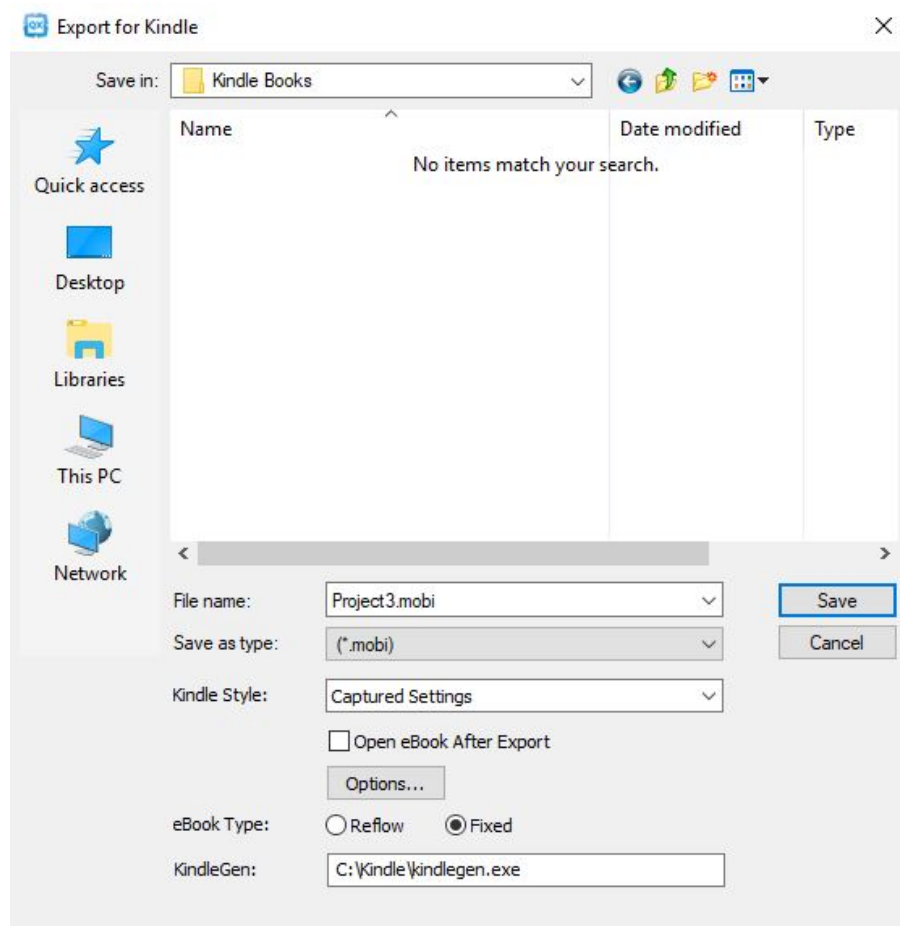 Export for Kindle
Save in: Kindle Books
Name Date modified Type
No items match your search.
Quick access
Desktop
Libraries
This PC
Network
File name: Project3.mobi Save
Save as type: (*.mobi) Cancel
Kindle Style: Captured Settings
Open eBook After Export
Options...
eBook Type: Reflow Fixed
KindleGen: C:\Kindle\kindlegen.exe